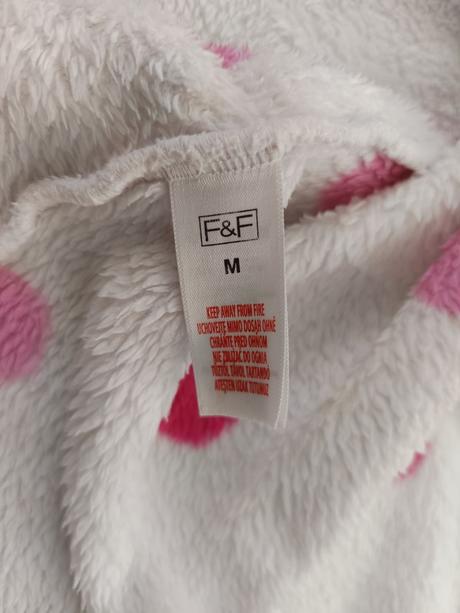 F&F
M
KEEP AWAY FROM FIRE
UCHOVEJTE MIMO DOSAH OHNĚ
CHRÁŇTE PRED OHŇOM
NIE ZBLIŻAĆ DO OGNIA
TŰZTŐL TÁVOL TARTANDÓ
ATEŞTEN UZAK TUTUNUZ